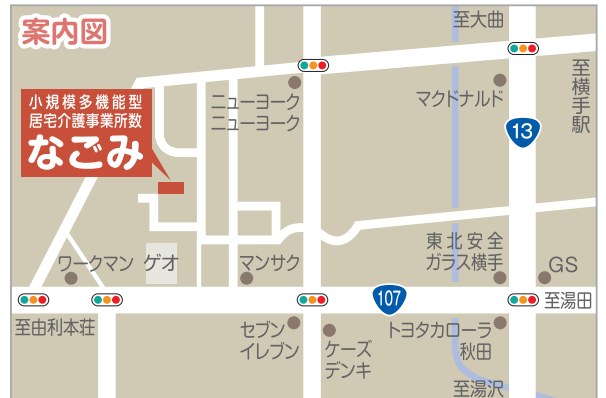 案内図
至大曲
ニューヨーク
ニューヨーク
マクドナルド
至横手駅
小規模多機能型
居宅介護事業所数
なごみ
13
東北安全
ガラス横手
GS
ワークマン
ゲオ
マンサク
107
至湯田
至由利本荘
セブン
イレブン
ケーズ
デンキ
トヨタカローラ
秋田
至湯沢